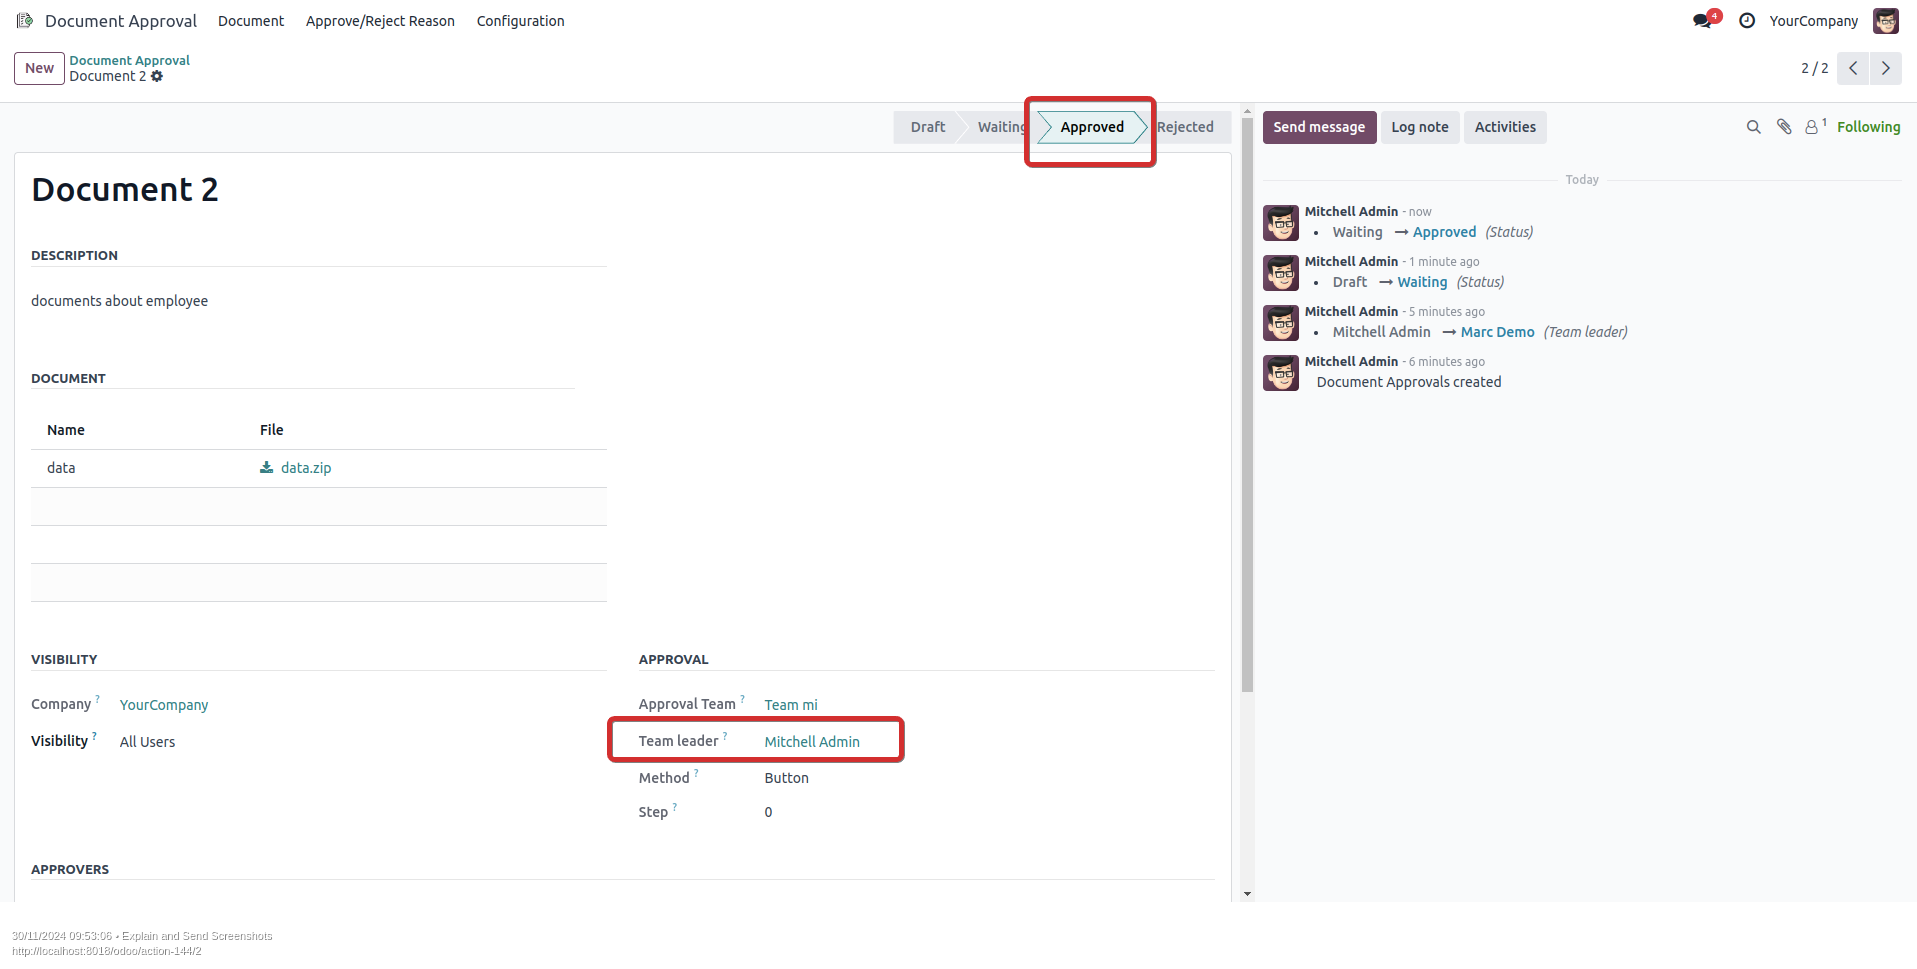 Document Approval Document Approve/Reject Reason Configuration 4 YourCompany
New Document Approval
Document 2
2 / 2
Draft Waiting Approved Rejected
Send message Log note Activities 1 Following
Document 2
DESCRIPTION
documents about employee
DOCUMENT
Name File
data data.zip
VISIBILITY
Company ? YourCompany
Visibility ? All Users
APPROVAL
Approval Team ? Team mi
Team leader ? Mitchell Admin
Method ? Button
Step ? 0
APPROVERS
Today
Mitchell Admin - now
• Waiting → Approved (Status)
Mitchell Admin - 1 minute ago
• Draft → Waiting (Status)
Mitchell Admin - 5 minutes ago
• Mitchell Admin → Marc Demo (Team leader)
Mitchell Admin - 6 minutes ago
Document Approvals created
30/11/2024 09:53:06 • Explain and Send Screenshots
http://localhost:8018/odoo/action-144/2